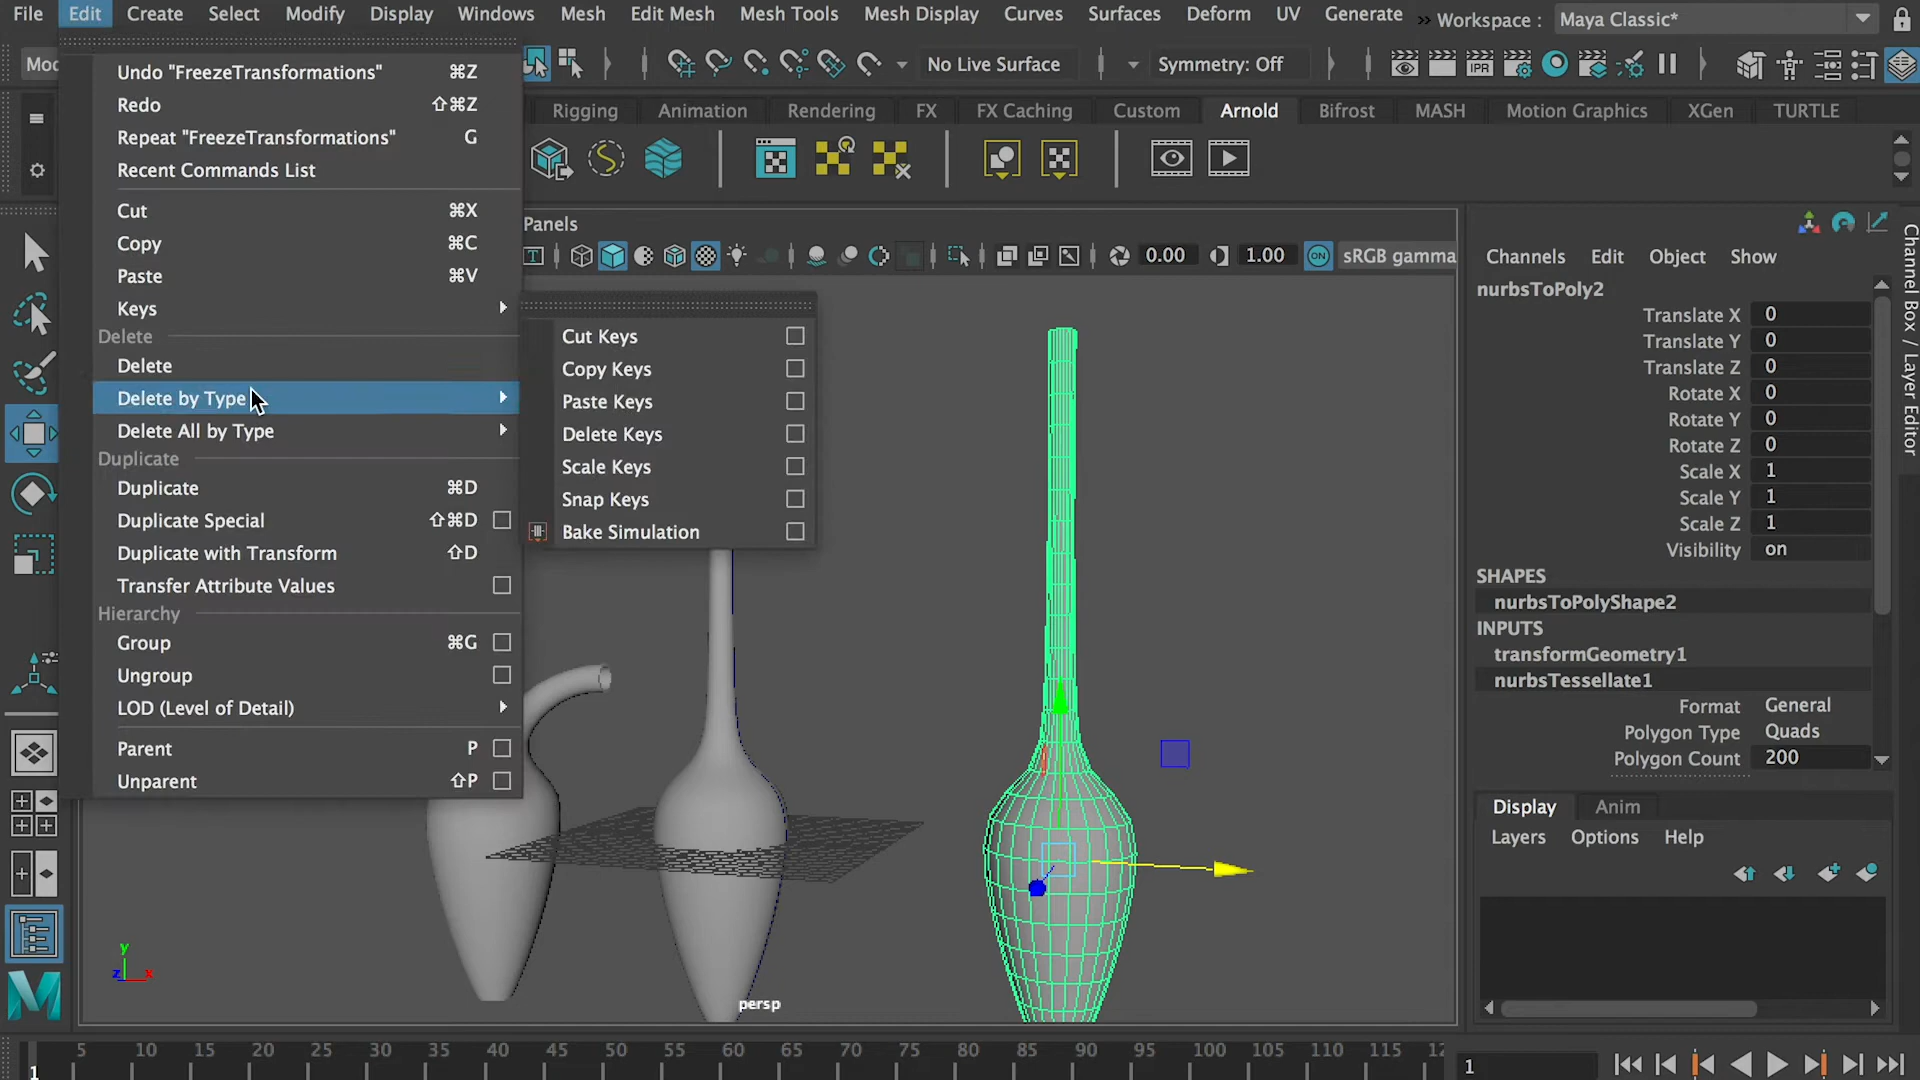 File Edit Create Select Modify Display Windows Mesh Edit Mesh Mesh Tools Mesh Display Curves Surfaces Deform UV Generate » Workspace : Maya Classic*
Mod No Live Surface Symmetry: Off
IPR
Rigging Animation Rendering FX FX Caching Custom Arnold Bifrost MASH Motion Graphics XGen TURTLE
Undo "FreezeTransformations" ⌘Z
Redo ⇧⌘Z
Repeat "FreezeTransformations" G
Recent Commands List
Cut ⌘X
Copy ⌘C
Paste ⌘V
Keys
Delete
Delete
Delete by Type
Delete All by Type
Duplicate
Duplicate ⌘D
Duplicate Special ⇧⌘D
Duplicate with Transform ⇧D
Transfer Attribute Values
Hierarchy
Group ⌘G
Ungroup
LOD (Level of Detail)
Parent P
Unparent ⇧P
Cut Keys
Copy Keys
Paste Keys
Delete Keys
Scale Keys
Snap Keys
Bake Simulation
Panels
0.00 1.00 ON sRGB gamma
persp
y
z x
Channels Edit Object Show
nurbsToPoly2
Translate X 0
Translate Y 0
Translate Z 0
Rotate X 0
Rotate Y 0
Rotate Z 0
Scale X 1
Scale Y 1
Scale Z 1
Visibility on
SHAPES
nurbsToPolyShape2
INPUTS
transformGeometry1
nurbsTessellate1
Format General
Polygon Type Quads
Polygon Count 200
Display Anim
Layers Options Help
Channel Box / Layer Editor
5 10 15 20 25 30 35 40 45 50 55 60 65 70 75 80 85 90 95 100 105 110 115 12
1
1